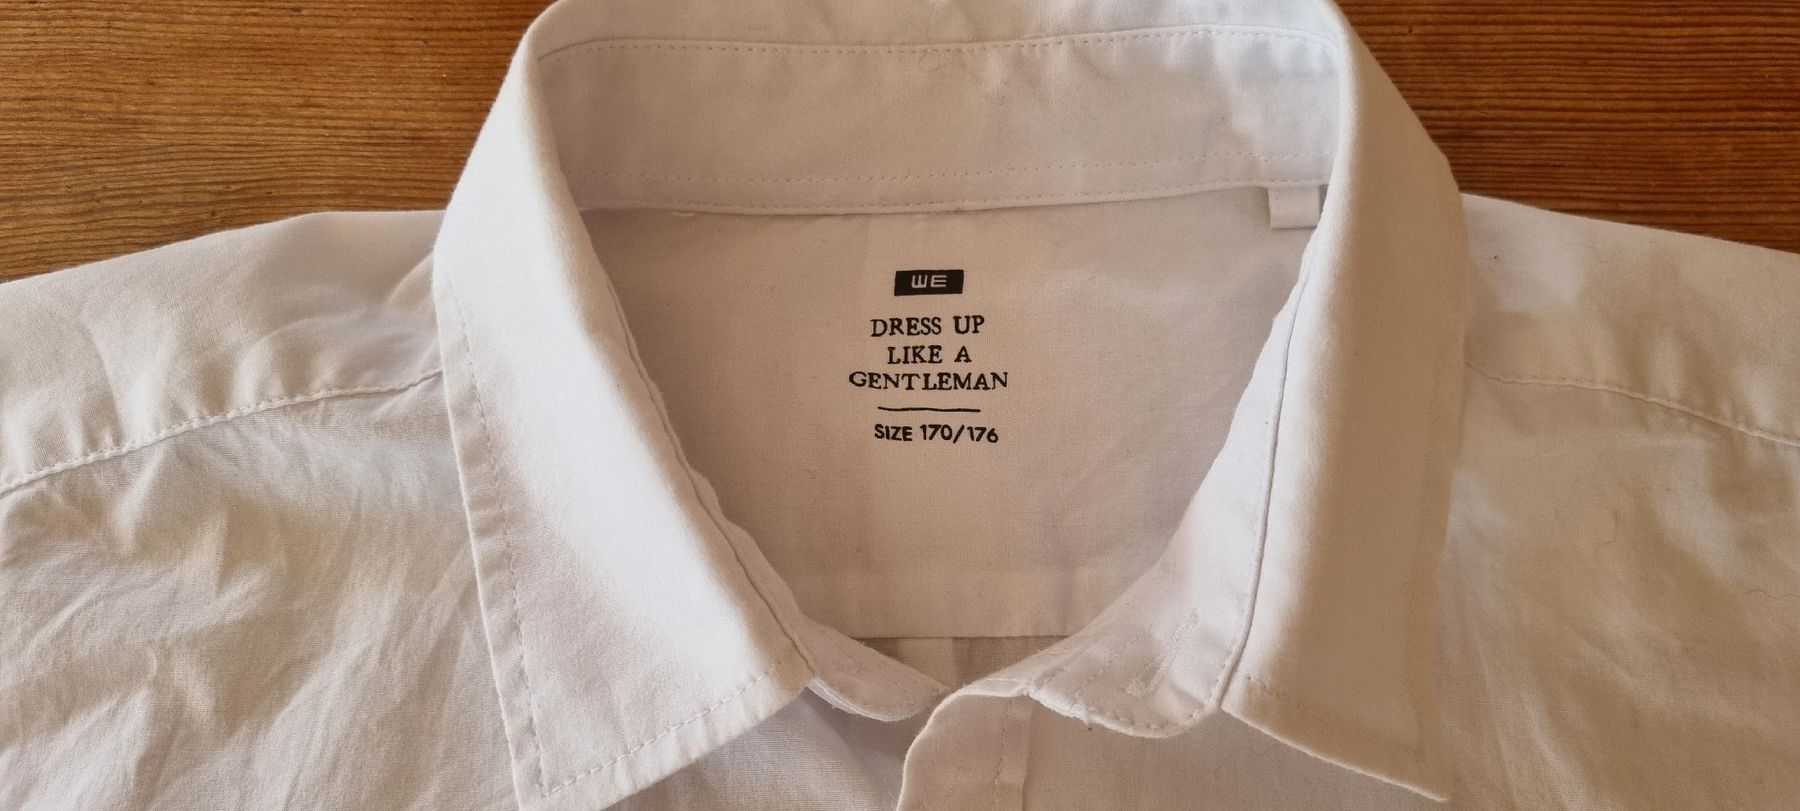 WE
DRESS UP
LIKE A
GENTLEMAN
SIZE 170/176